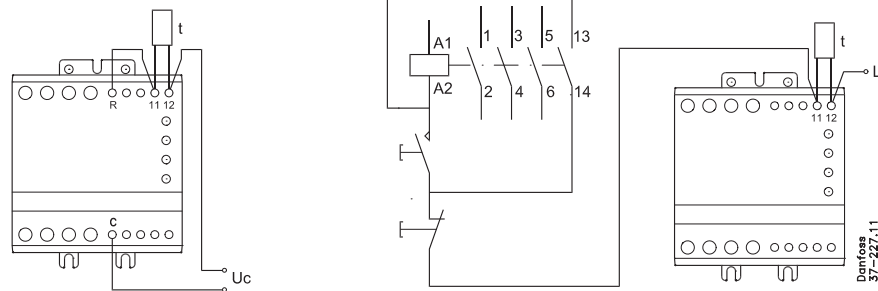 t
R 11 12
c
Uc
A1 1 3 5 13
A2 2 4 6 14
t
L
11 12
Danfoss
37-227.11